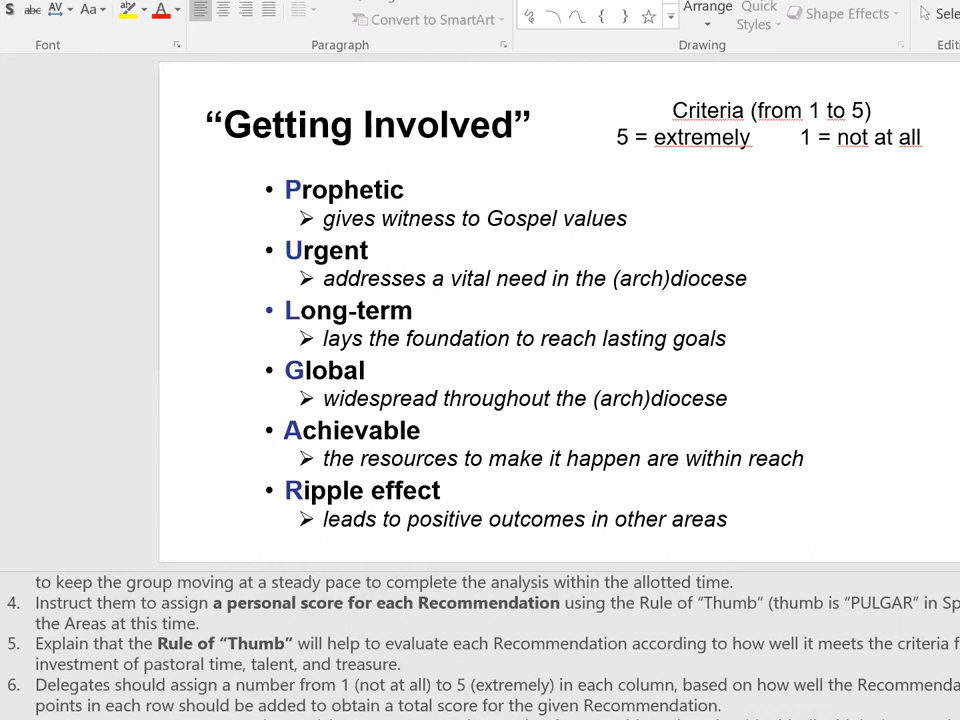 S abc AV Aa ab A
Convert to SmartArt
Arrange Quick Shape Effects
Styles
Font Paragraph Drawing
“Getting Involved”
Criteria (from 1 to 5)
5 = extremely 1 = not at all
• Prophetic
➢ gives witness to Gospel values
• Urgent
➢ addresses a vital need in the (arch)diocese
• Long-term
➢ lays the foundation to reach lasting goals
• Global
➢ widespread throughout the (arch)diocese
• Achievable
➢ the resources to make it happen are within reach
• Ripple effect
➢ leads to positive outcomes in other areas
to keep the group moving at a steady pace to complete the analysis within the allotted time.
4. Instruct them to assign a personal score for each Recommendation using the Rule of “Thumb” (thumb is “PULGAR” in Sp
the Areas at this time.
5. Explain that the Rule of “Thumb” will help to evaluate each Recommendation according to how well it meets the criteria f
investment of pastoral time, talent, and treasure.
6. Delegates should assign a number from 1 (not at all) to 5 (extremely) in each column, based on how well the Recommenda
points in each row should be added to obtain a total score for the given Recommendation.